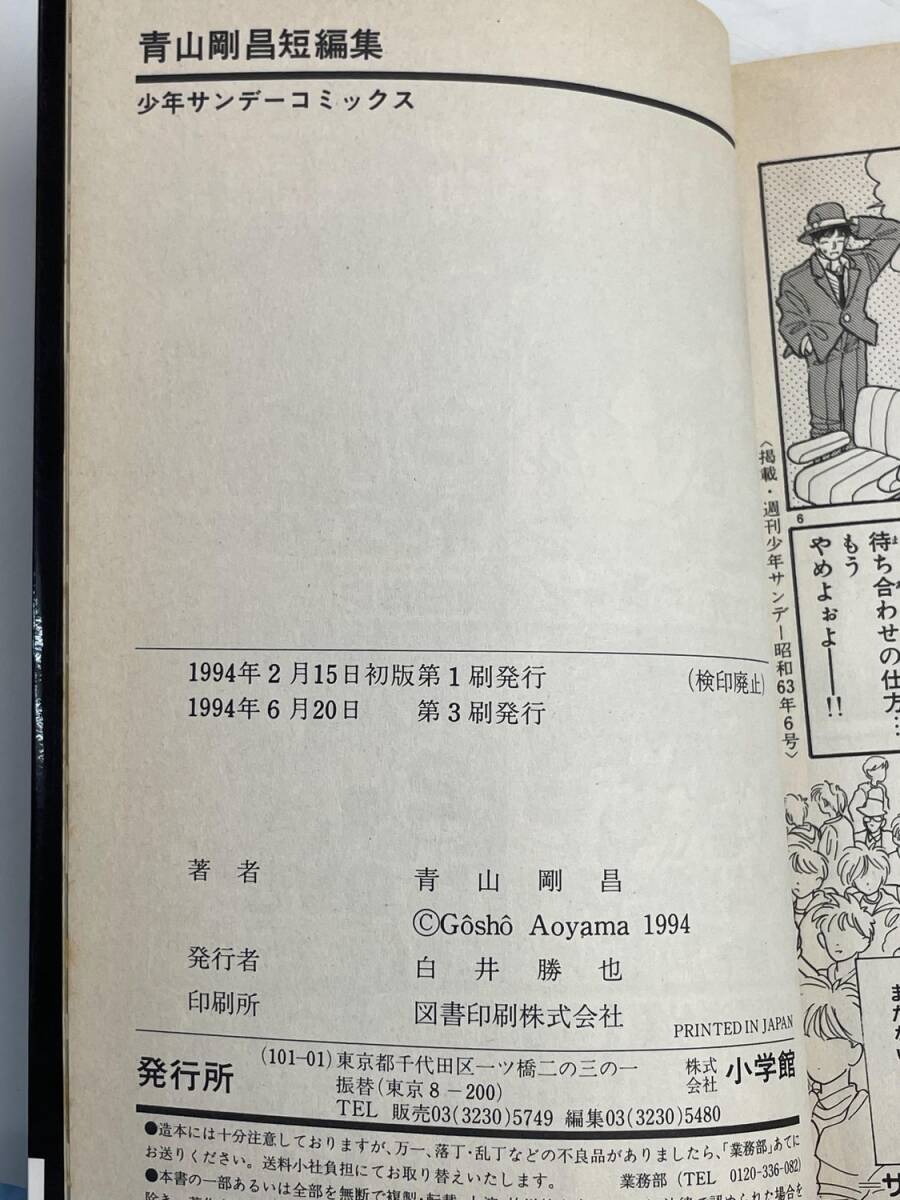 青山剛昌短編集
少年サンデーコミックス
1994年2月15日初版第1刷発行
(検印廃止)
1994年6月20日 第3刷発行
著者 青山剛昌
©Gôshô Aoyama 1994
発行者 白井勝也
印刷所 図書印刷株式会社
PRINTED IN JAPAN
発行所
(101-01)東京都千代田区一ツ橋二の三の一
振替(東京8-200)
TEL 販売03(3230)5749 編集03(3230)5480
株式会社 小学館
●造本には十分注意しておりますが、万一、落丁・乱丁などの不良品がありましたら、「業務部」あてに
お送りください。送料小社負担にてお取り替えいたします。 業務部(TEL 0120-336-082)
●本書の一部あるいは全部を無断で複製・転載・上演・放送
〈掲載・週刊少年サンデー昭和63年6号〉
6
待ち合わせの仕方…
もう
やめよぉよ――!!